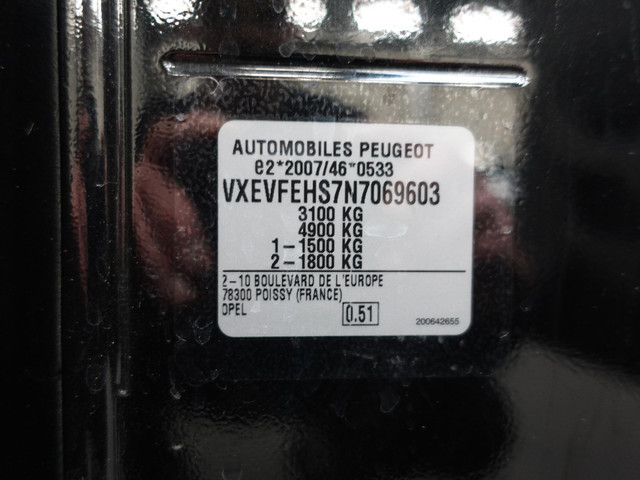 AUTOMOBILES PEUGEOT
e2*2007/46*0533
VXEVFEHS7N7069603
3100 KG
4900 KG
1-1500 KG
2-1800 KG
2-10 BOULEVARD DE L'EUROPE
78300 POISSY (FRANCE)
OPEL 0.51 200642655